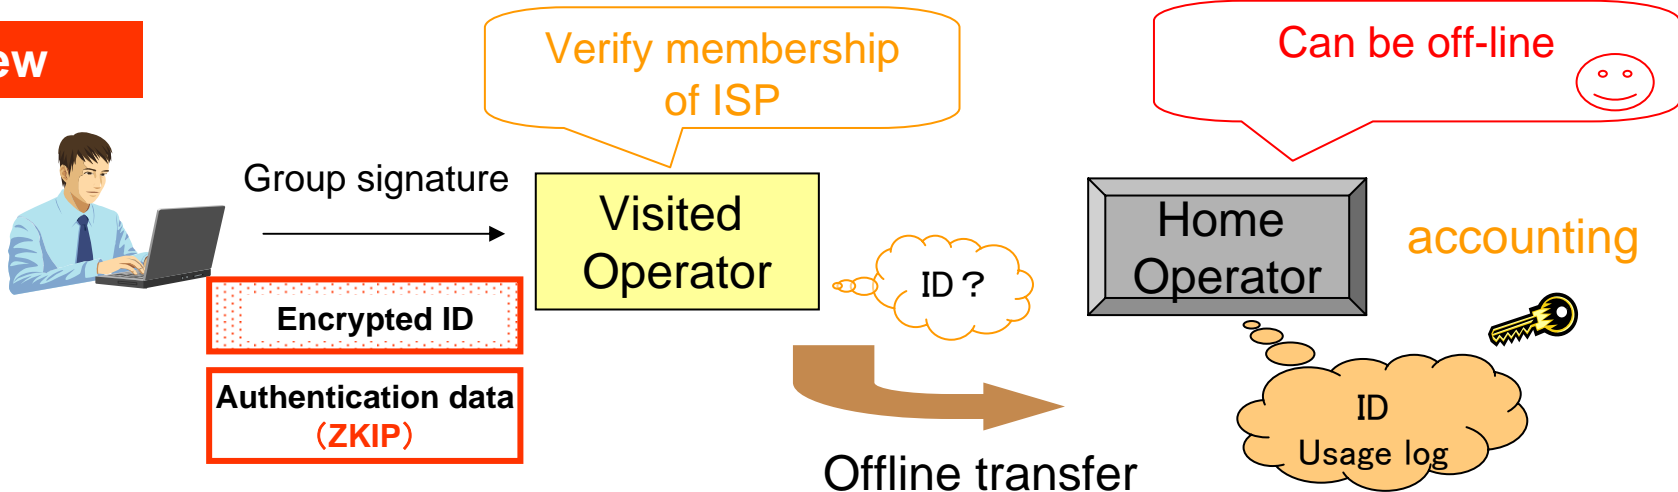 ew
Verify membership
of ISP
Can be off-line
Group signature
Visited
Operator
ID？
Home
Operator
accounting
Encrypted ID
Authentication data
（ZKIP）
ID
Usage log
Offline transfer